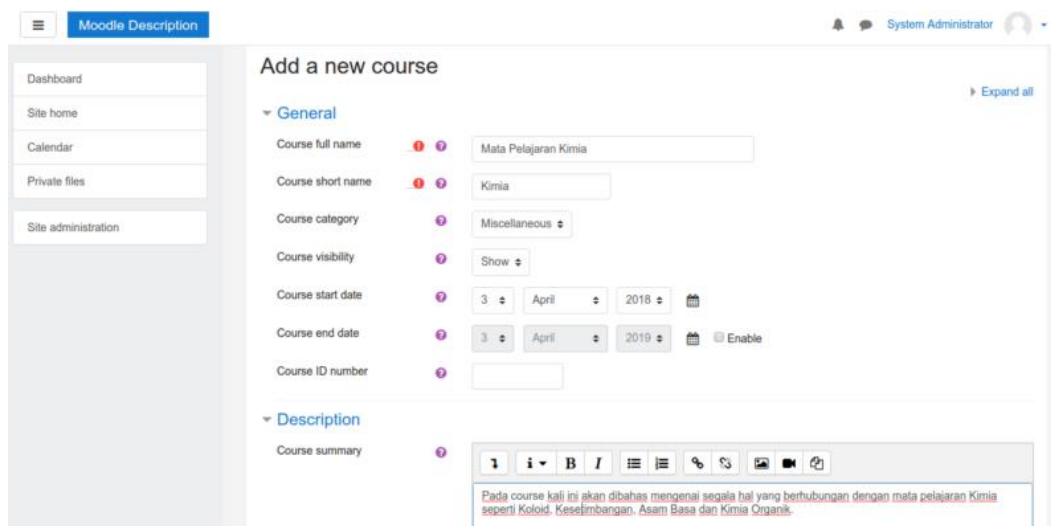 Moodle Description
System Administrator
Dashboard
Site home
Calendar
Private files
Site administration
Add a new course
Expand all
General
Course full name
Mata Pelajaran Kimia
Course short name
Kimia
Course category
Miscellaneous
Course visibility
Show
Course start date
3 April 2018
Course end date
3 April 2019 Enable
Course ID number
Description
Course summary
i B I
Pada course kali ini akan dibahas mengenai segala hal yang berhubungan dengan mata pelajaran Kimia
seperti Koloid, Kesetimbangan, Asam Basa dan Kimia Organik.